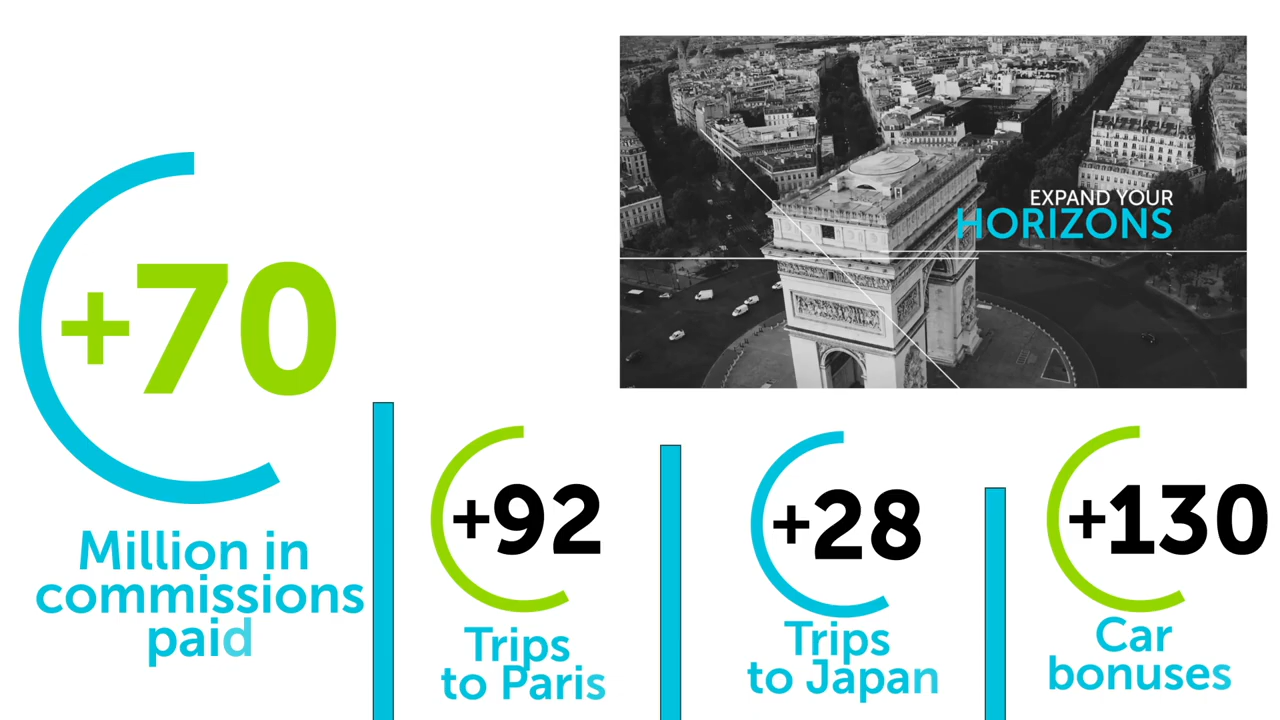 EXPAND YOUR
HORIZONS
+70
Million in
commissions
paid
+92
Trips
to Paris
+28
Trips
to Japan
+130
Car
bonuses